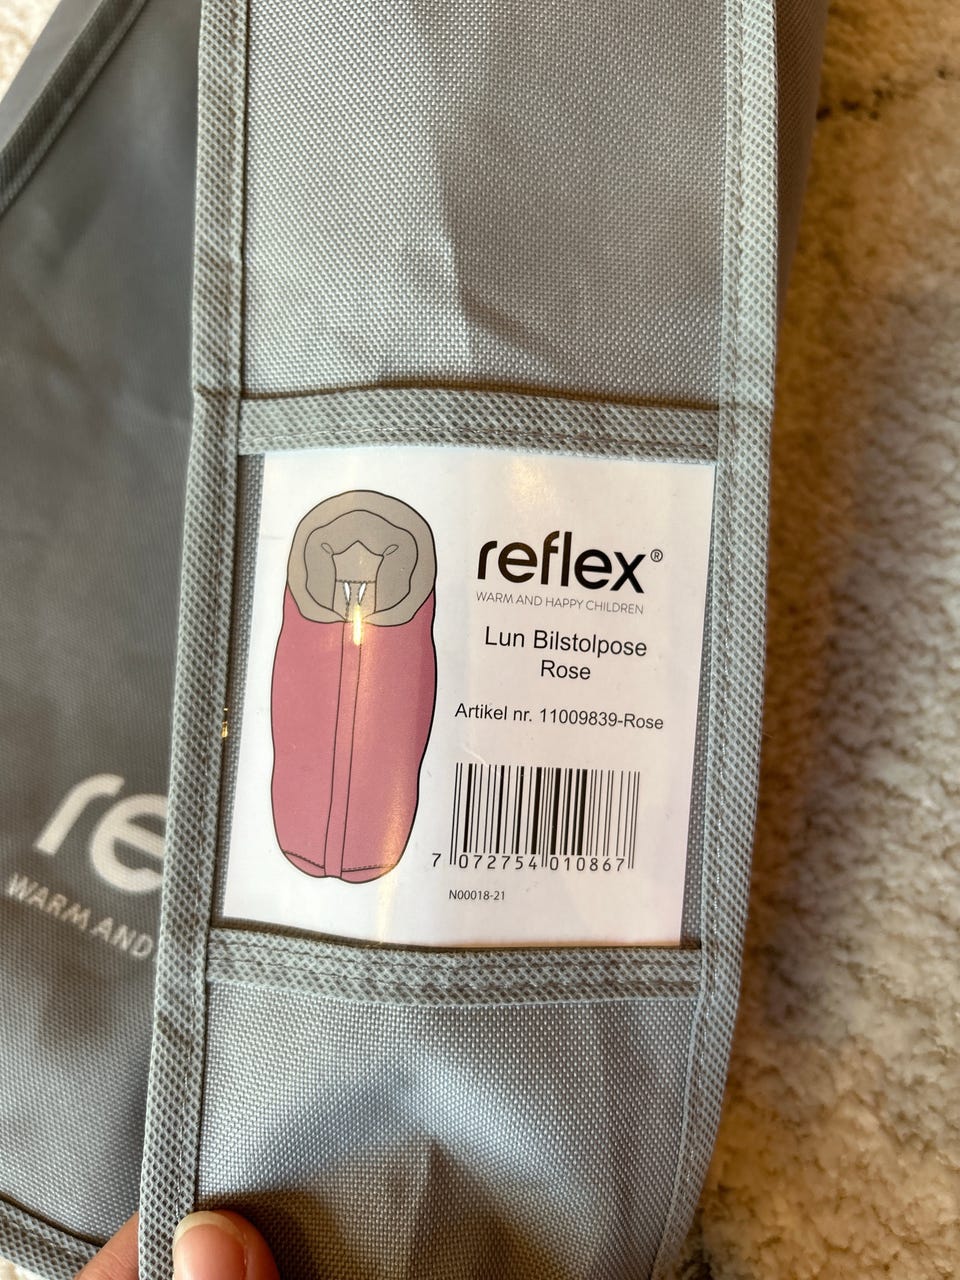 reflex®
WARM AND HAPPY CHILDREN
Lun Bilstolpose
Rose
Artikel nr. 11009839-Rose
7 072754 010867
N00018-21
re
WARM AND